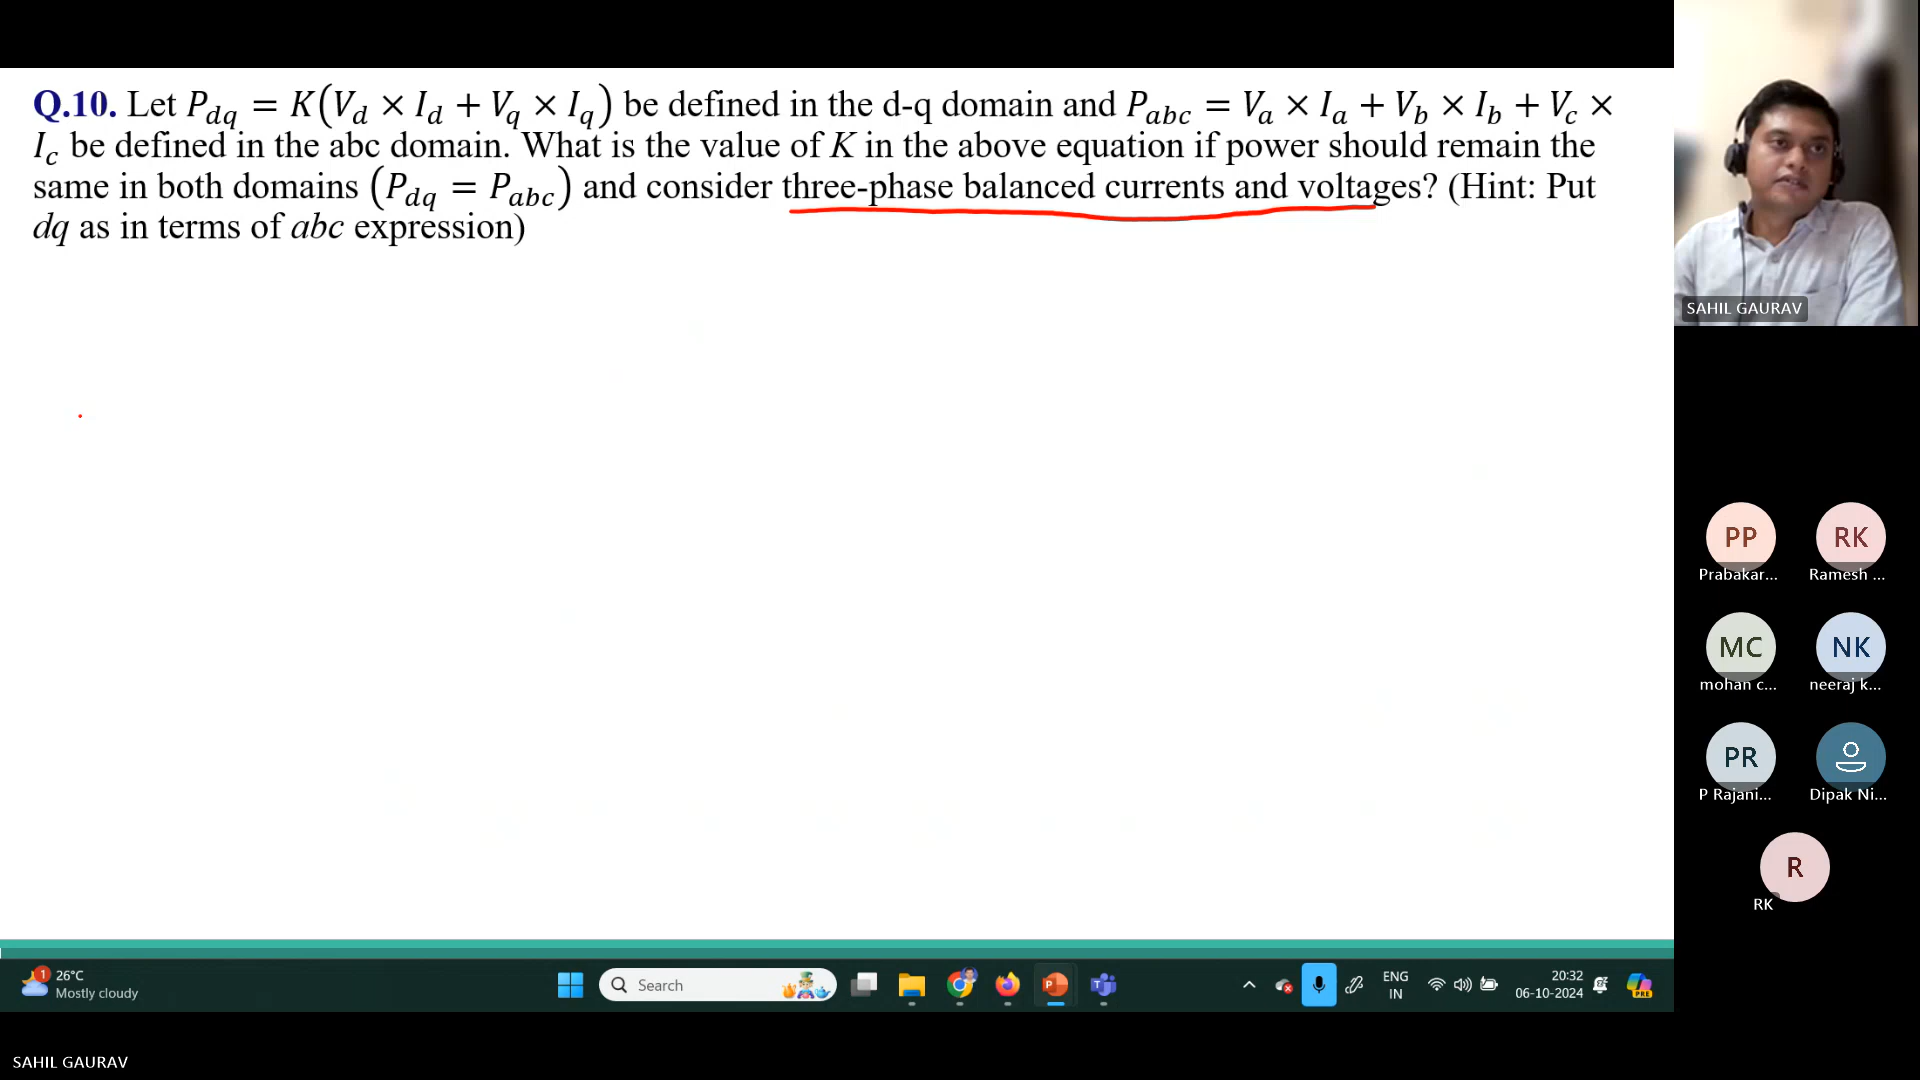 Q.10. Let P_dq = K(V_d × I_d + V_q × I_q) be defined in the d-q domain and P_abc = V_a × I_a + V_b × I_b + V_c ×
I_c be defined in the abc domain. What is the value of K in the above equation if power should remain the
same in both domains (P_dq = P_abc) and consider three-phase balanced currents and voltages? (Hint: Put
dq as in terms of abc expression)
SAHIL GAURAV
PP
RK
Prabakar...
Ramesh ...
MC
NK
mohan c...
neeraj k...
PR
P Rajani...
Dipak Ni...
R
RK
1
26°C
Mostly cloudy
Search
ENG
IN
20:32
06-10-2024
PRE
SAHIL GAURAV